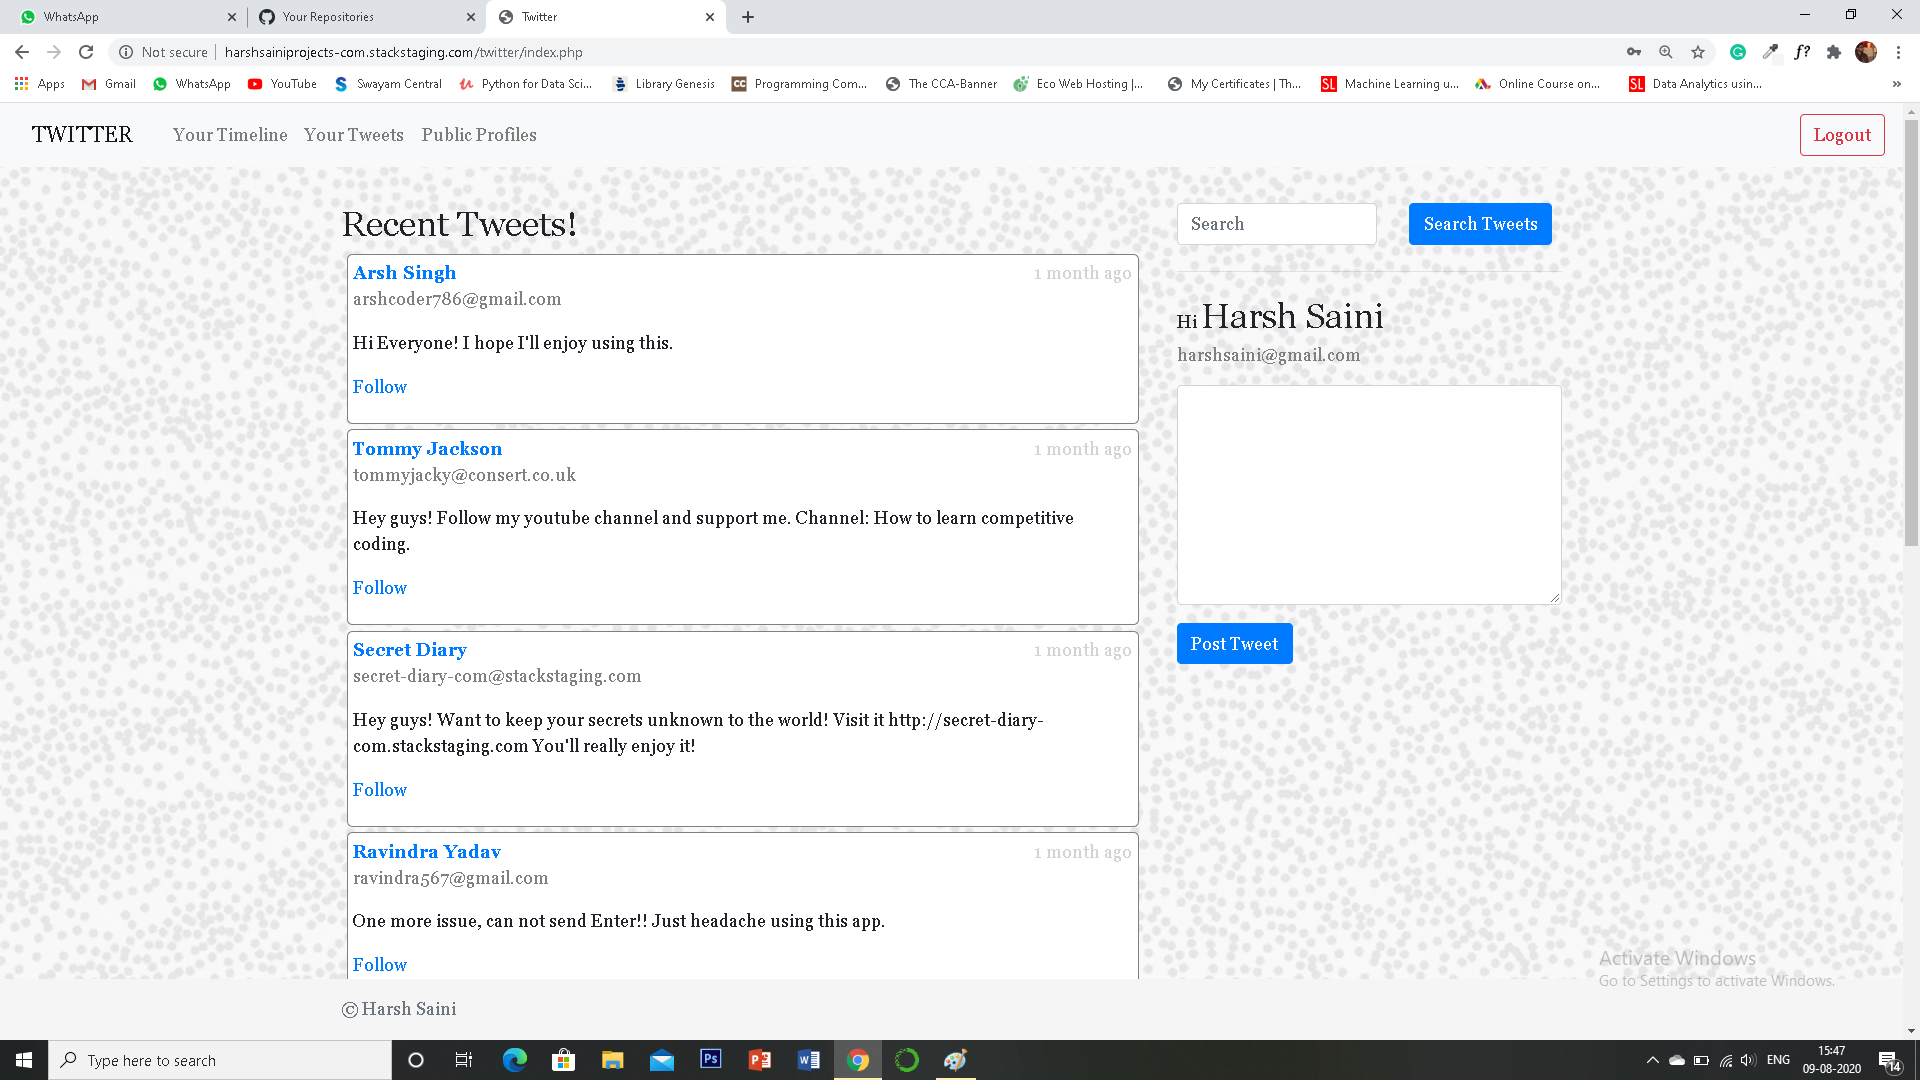 WhatsApp
Your Repositories
Twitter
Not secure
harshsainiprojects-com.stackstaging.com/twitter/index.php
f?
Apps
Gmail
WhatsApp
YouTube
Swayam Central
Python for Data Sci...
Library Genesis
CC
Programming Com...
The CCA-Banner
Eco Web Hosting |...
My Certificates | Th...
SL
Machine Learning u...
Online Course on...
SL
Data Analytics usin...
»
TWITTER
Your Timeline
Your Tweets
Public Profiles
Logout
Recent Tweets!
Arsh Singh
1 month ago
arshcoder786@gmail.com
Hi Everyone! I hope I'll enjoy using this.
Follow
Tommy Jackson
1 month ago
tommyjacky@consert.co.uk
Hey guys! Follow my youtube channel and support me. Channel: How to learn competitive
coding.
Follow
Secret Diary
1 month ago
secret-diary-com@stackstaging.com
Hey guys! Want to keep your secrets unknown to the world! Visit it http://secret-diary-
com.stackstaging.com You'll really enjoy it!
Follow
Ravindra Yadav
1 month ago
ravindra567@gmail.com
One more issue, can not send Enter!! Just headache using this app.
Follow
Search
Search Tweets
Hi Harsh Saini
harshsaini@gmail.com
Post Tweet
Activate Windows
Go to Settings to activate Windows.
© Harsh Saini
Type here to search
Ps
ENG
15:47
09-08-2020
14